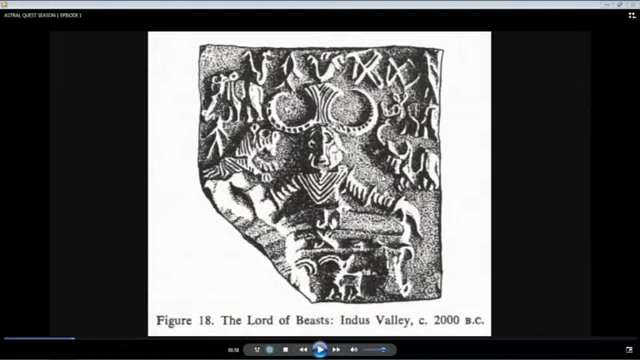 ASTRAL QUEST SEASON 1 EPISODE 1
Figure 18. The Lord of Beasts: Indus Valley, c. 2000 B.C.